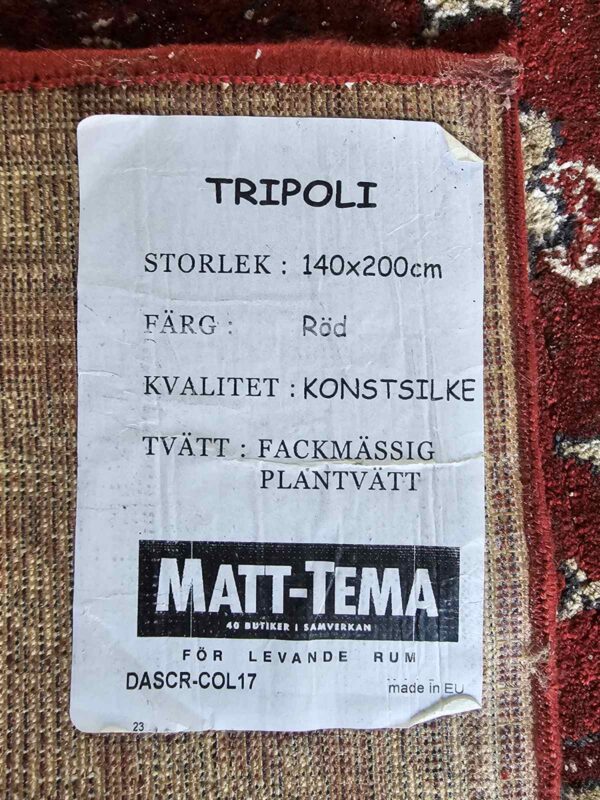 TRIPOLI
STORLEK : 140x200cm
FÄRG : Röd
KVALITET : KONSTSILKE
TVÄTT : FACKMÄSSIG
PLANTVÄTT
MATT-TEMA
40 BUTIKER I SAMVERKAN
FÖR LEVANDE RUM
DASCR-COL17
made in EU
23